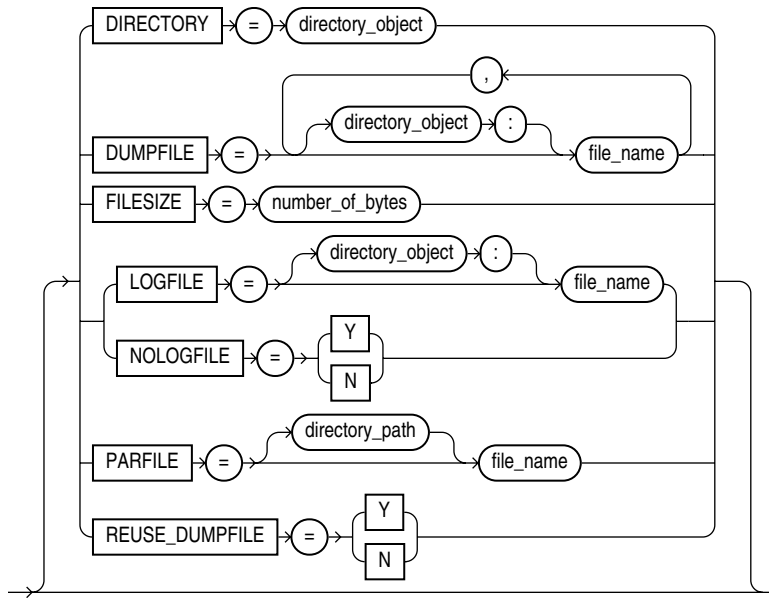 DIRECTORY = directory_object
,
directory_object :
DUMPFILE = file_name
FILESIZE = number_of_bytes
directory_object :
LOGFILE = file_name
Y
NOLOGFILE =
N
directory_path
PARFILE = file_name
Y
REUSE_DUMPFILE =
N